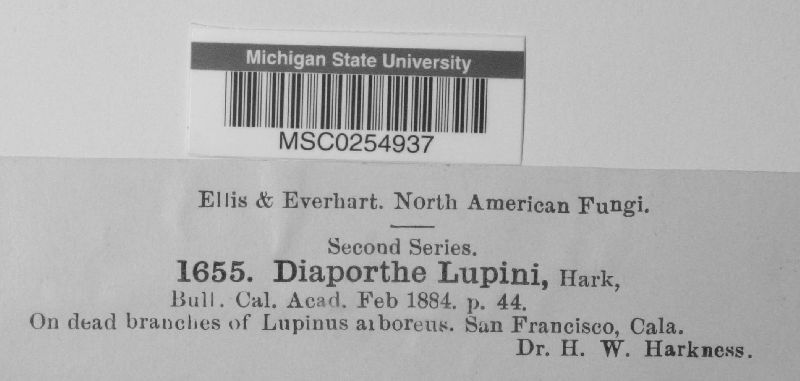 Michigan State University
MSC0254937
Ellis & Everhart. North American Fungi.
Second Series.
1655. Diaporthe Lupini, Hark,
Bull. Cal. Acad. Feb 1884. p. 44.
On dead branches of Lupinus arboreus. San Francisco, Cala.
Dr. H. W. Harkness.